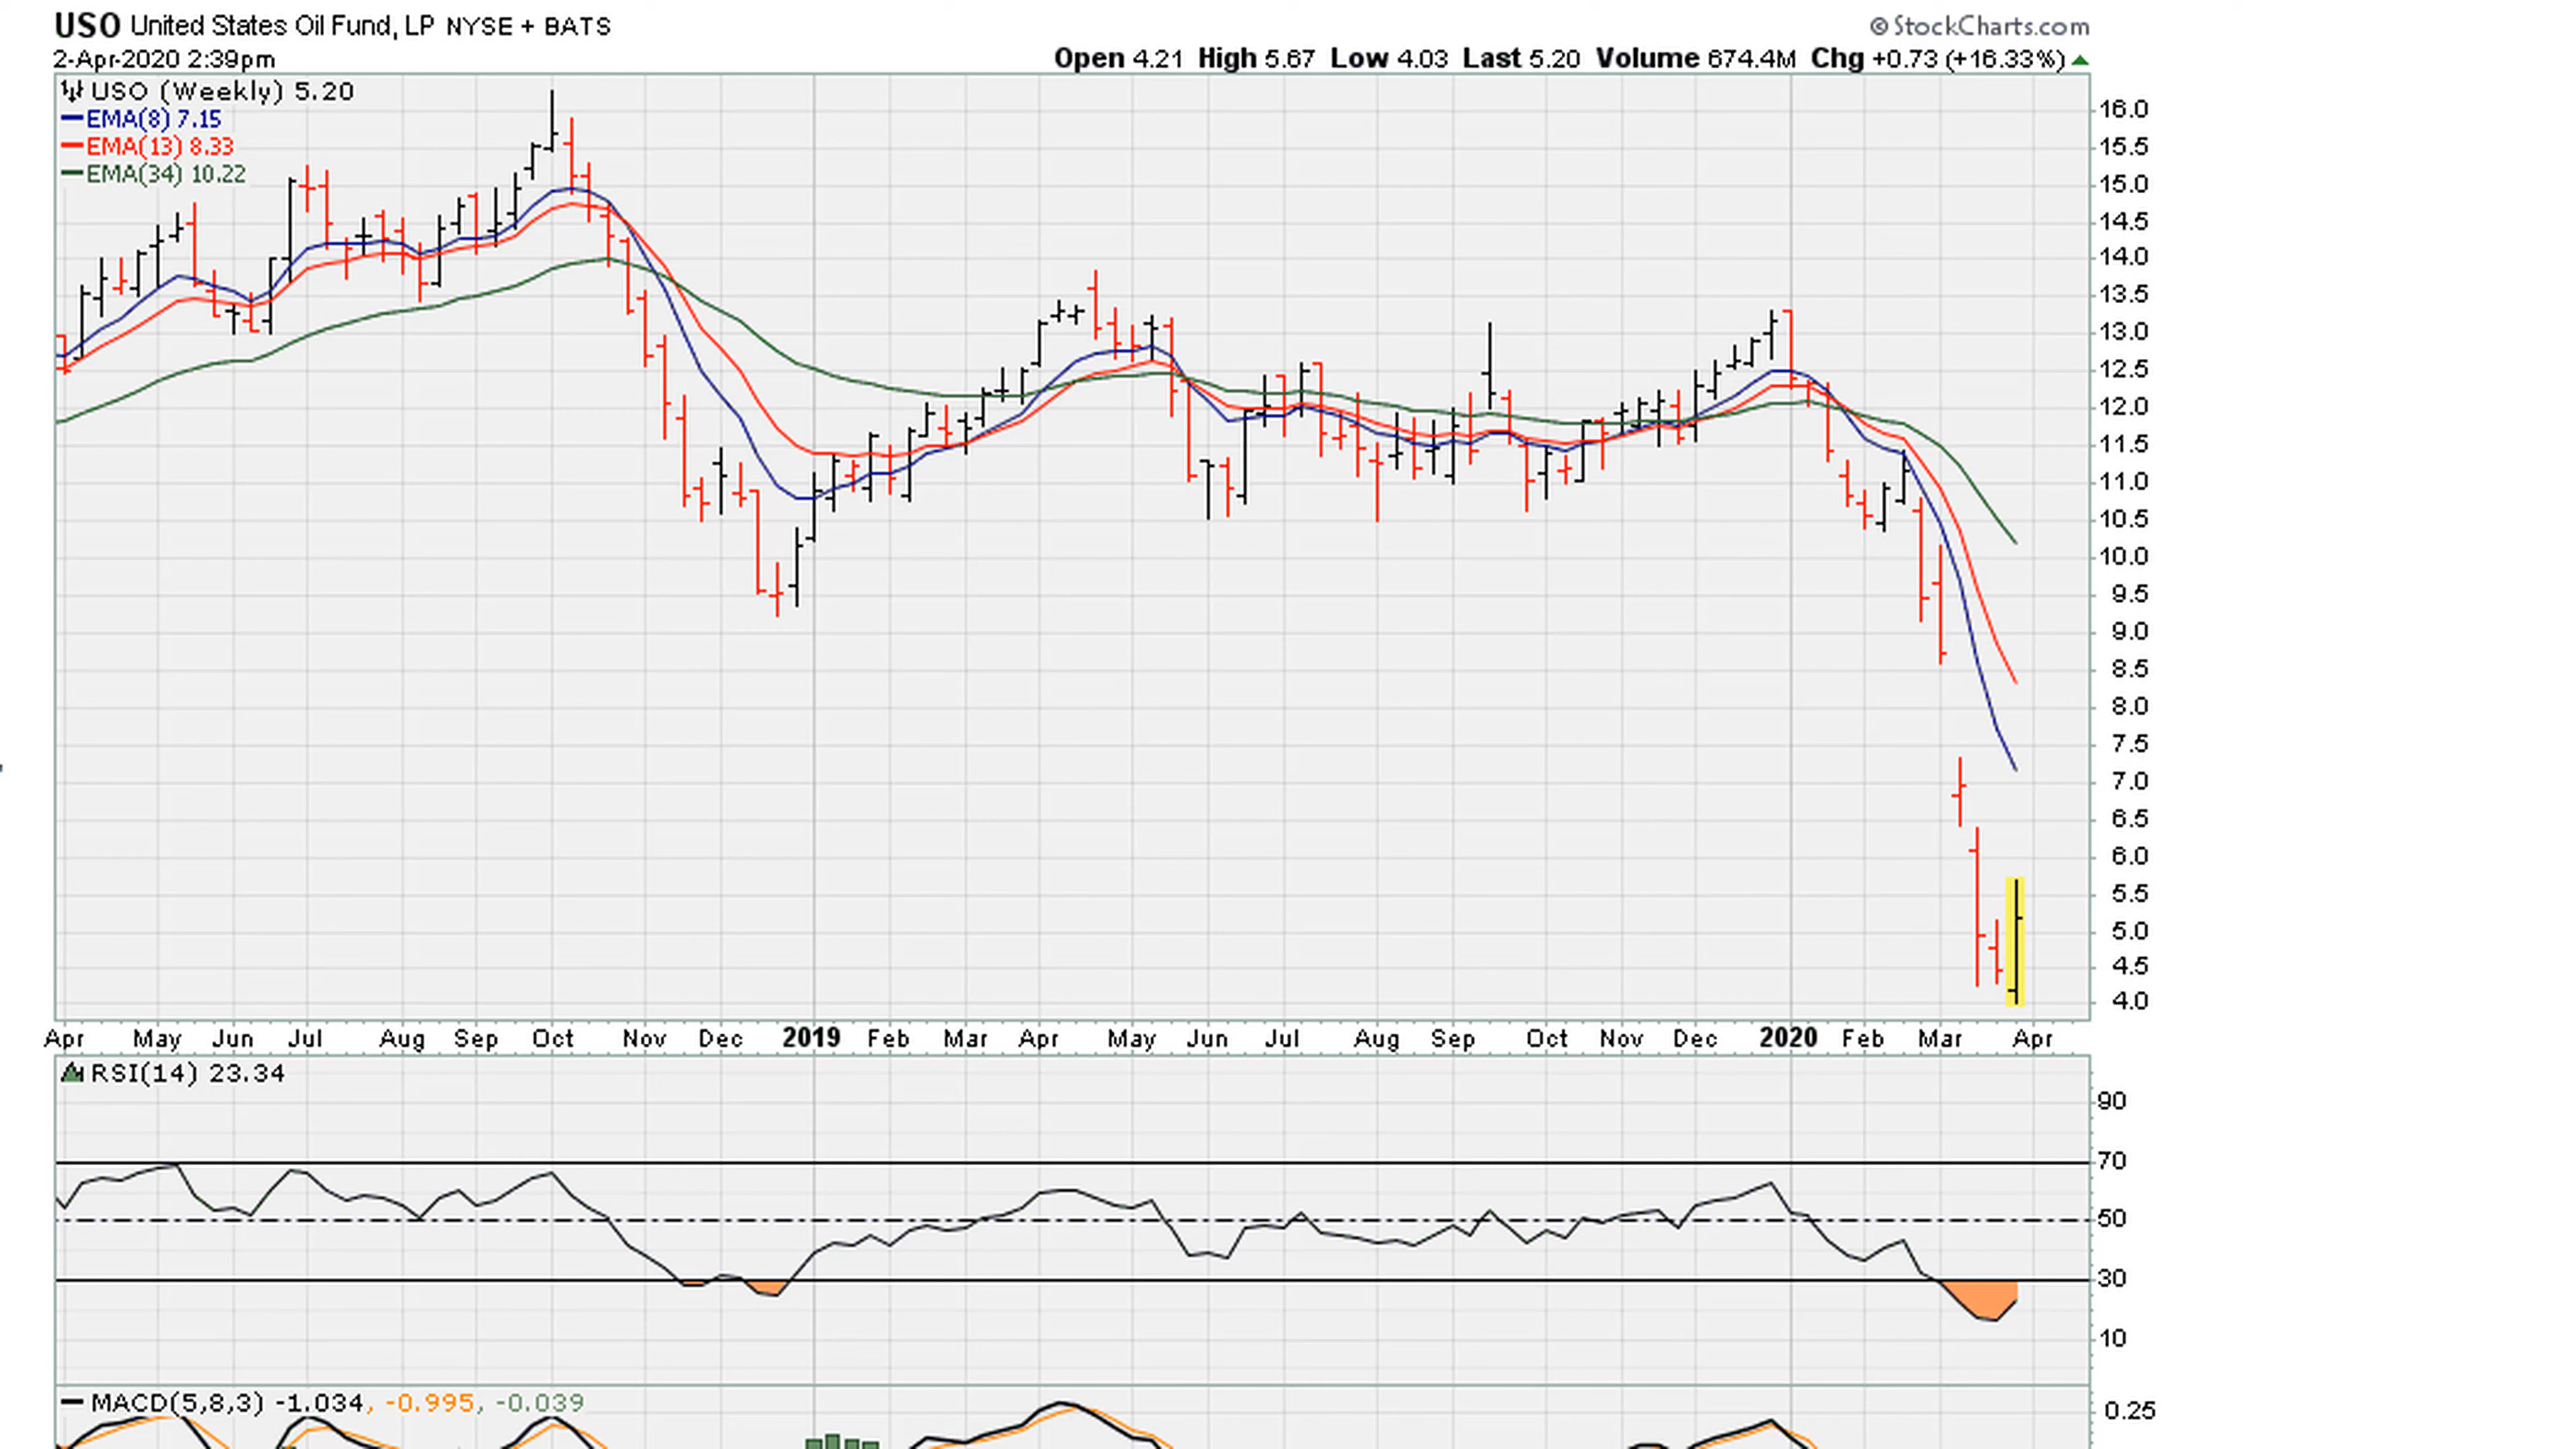 USO United States Oil Fund, LP NYSE + BATS
© StockCharts.com
2-Apr-2020 2:39pm
Open 4.21 High 5.67 Low 4.03 Last 5.20 Volume 674.4M Chg +0.73 (+16.33%)
USO (Weekly) 5.20
EMA(8) 7.15
EMA(13) 8.33
EMA(34) 10.22
16.0
15.5
15.0
14.5
14.0
13.5
13.0
12.5
12.0
11.5
11.0
10.5
10.0
9.5
9.0
8.5
8.0
7.5
7.0
6.5
6.0
5.5
5.0
4.5
4.0
Apr May Jun Jul Aug Sep Oct Nov Dec 2019 Feb Mar Apr May Jun Jul Aug Sep Oct Nov Dec 2020 Feb Mar Apr
RSI(14) 23.34
90
70
50
30
10
MACD(5,8,3) -1.034, -0.995, -0.039
0.25